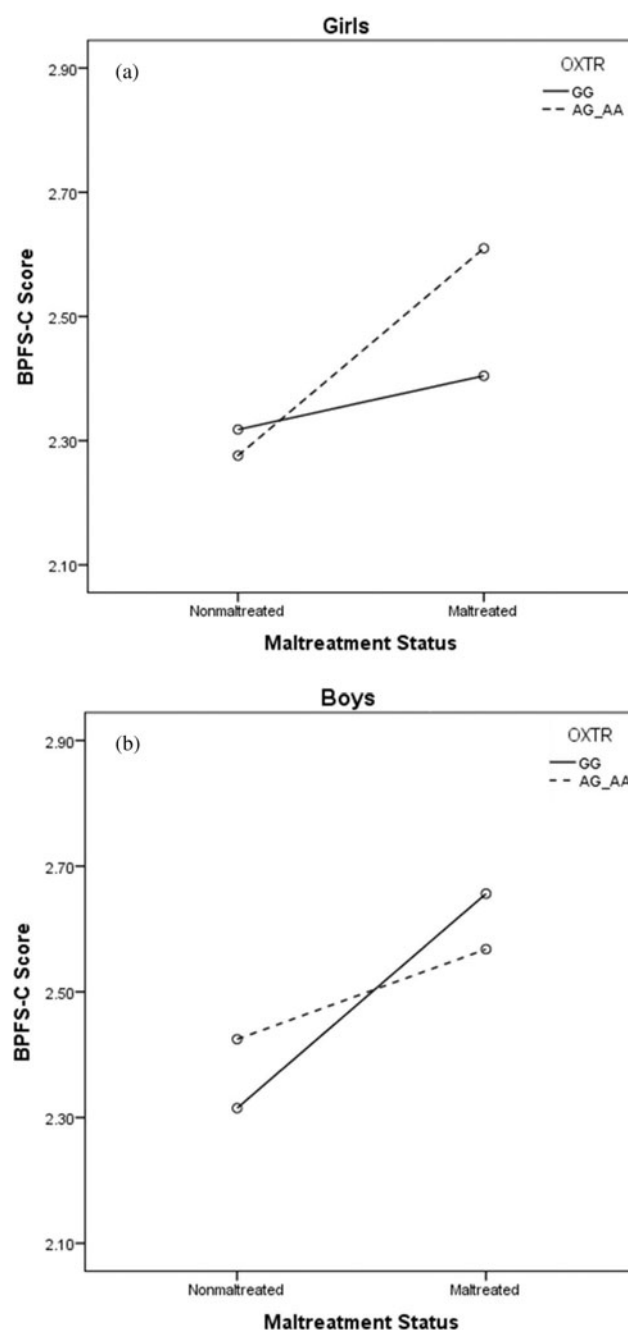 Girls
(a)
OXTR
GG
AG_AA
2.90
2.70
2.50
2.30
2.10
BPFS-C Score
Nonmaltreated
Maltreated
Maltreatment Status
Boys
(b)
OXTR
GG
AG_AA
2.90
2.70
2.50
2.30
2.10
BPFS-C Score
Nonmaltreated
Maltreated
Maltreatment Status